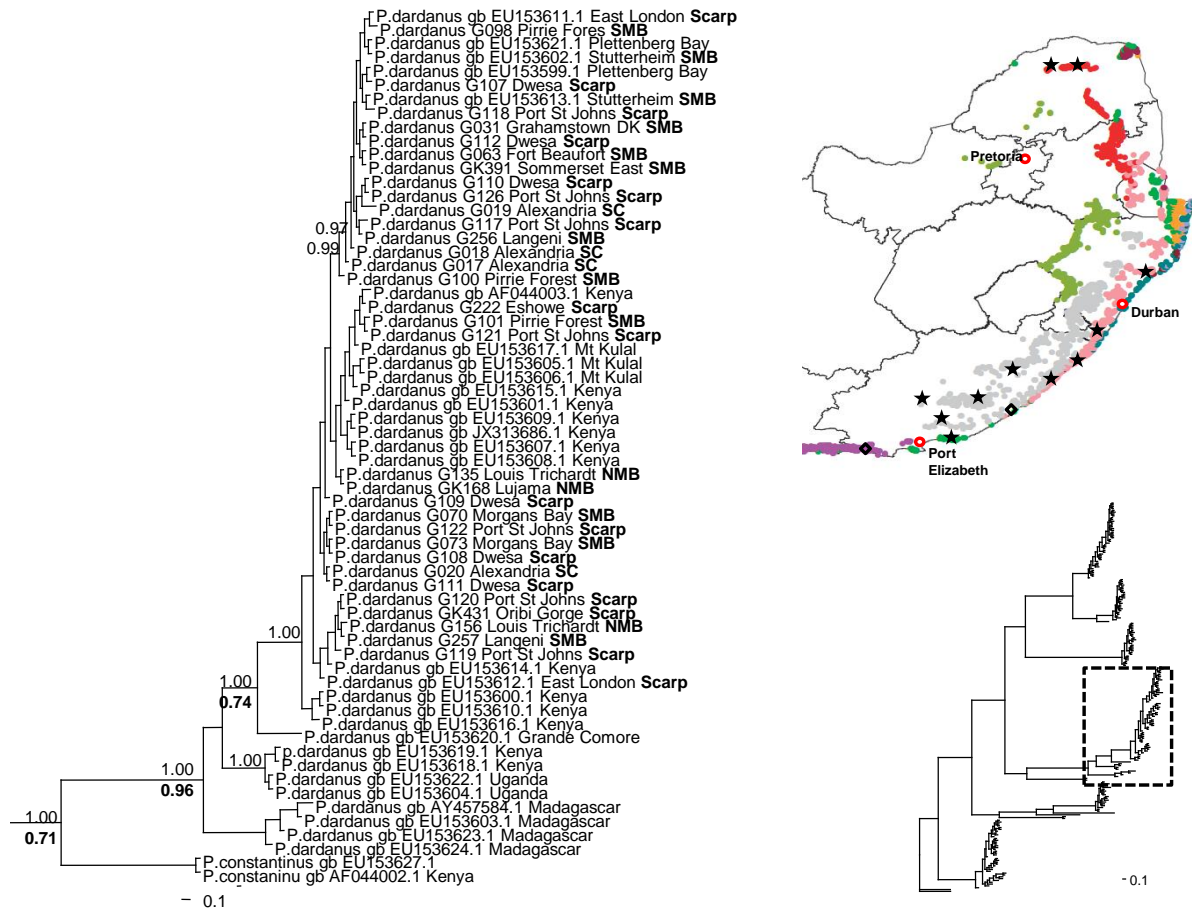 P.dardanus gb EU153611.1 East London Scarp
P.dardanus G098 Pirrie Fores SMB
P.dardanus gb EU153621.1 Plettenberg Bay
P.dardanus gb EU153602.1 Stutterheim SMB
P.dardanus gb EU153599.1 Plettenberg Bay
P.dardanus G107 Dwesa Scarp
P.dardanus gb EU153613.1 Stutterheim SMB
P.dardanus G118 Port St Johns Scarp
P.dardanus G031 Grahamstown DK SMB
P.dardanus G112 Dwesa Scarp
P.dardanus G063 Fort Beaufort SMB
P.dardanus GK391 Sommerset East SMB
P.dardanus G110 Dwesa Scarp
P.dardanus G126 Port St Johns Scarp
P.dardanus G019 Alexandria SC
P.dardanus G117 Port St Johns Scarp
0.97
P.dardanus G256 Langeni SMB
0.99
P.dardanus G018 Alexandria SC
P.dardanus G017 Alexandria SC
P.dardanus G100 Pirrie Forest SMB
P.dardanus gb AF044003.1 Kenya
P.dardanus G222 Eshowe Scarp
P.dardanus G101 Pirrie Forest SMB
P.dardanus G121 Port St Johns Scarp
P.dardanus gb EU153617.1 Mt Kulal
P.dardanus gb EU153605.1 Mt Kulal
P.dardanus gb EU153606.1 Mt Kulal
P.dardanus gb EU153615.1 Kenya
P.dardanus gb EU153601.1 Kenya
P.dardanus gb EU153609.1 Kenya
P.dardanus gb JX313686.1 Kenya
P.dardanus gb EU153607.1 Kenya
P.dardanus gb EU153608.1 Kenya
P.dardanus G135 Louis Trichardt NMB
P.dardanus GK168 Lujama NMB
P.dardanus G109 Dwesa Scarp
P.dardanus G070 Morgans Bay SMB
P.dardanus G122 Port St Johns Scarp
P.dardanus G073 Morgans Bay SMB
P.dardanus G108 Dwesa Scarp
P.dardanus G020 Alexandria SC
P.dardanus G111 Dwesa Scarp
P.dardanus G120 Port St Johns Scarp
P.dardanus GK431 Oribi Gorge Scarp
P.dardanus G156 Louis Trichardt NMB
1.00
P.dardanus G257 Langeni SMB
P.dardanus G119 Port St Johns Scarp
P.dardanus gb EU153614.1 Kenya
1.00
P.dardanus gb EU153612.1 East London Scarp
0.74
P.dardanus gb EU153600.1 Kenya
P.dardanus gb EU153610.1 Kenya
P.dardanus gb EU153616.1 Kenya
P.dardanus gb EU153620.1 Grande Comore
p.dardanus gb EU153619.1 Kenya
1.00
P.dardanus gb EU153618.1 Kenya
1.00
P.dardanus gb EU153622.1 Uganda
0.96
P.dardanus gb EU153604.1 Uganda
P.dardanus gb AY457584.1 Madagascar
1.00
P.dardanus gb EU153603.1 Madagascar
0.71
P.dardanus gb EU153623.1 Madagascar
P.dardanus gb EU153624.1 Madagascar
P.constantinus gb EU153627.1
P.constaninu gb AF044002.1 Kenya
0.1
Pretoria
Durban
Port
Elizabeth
0.1